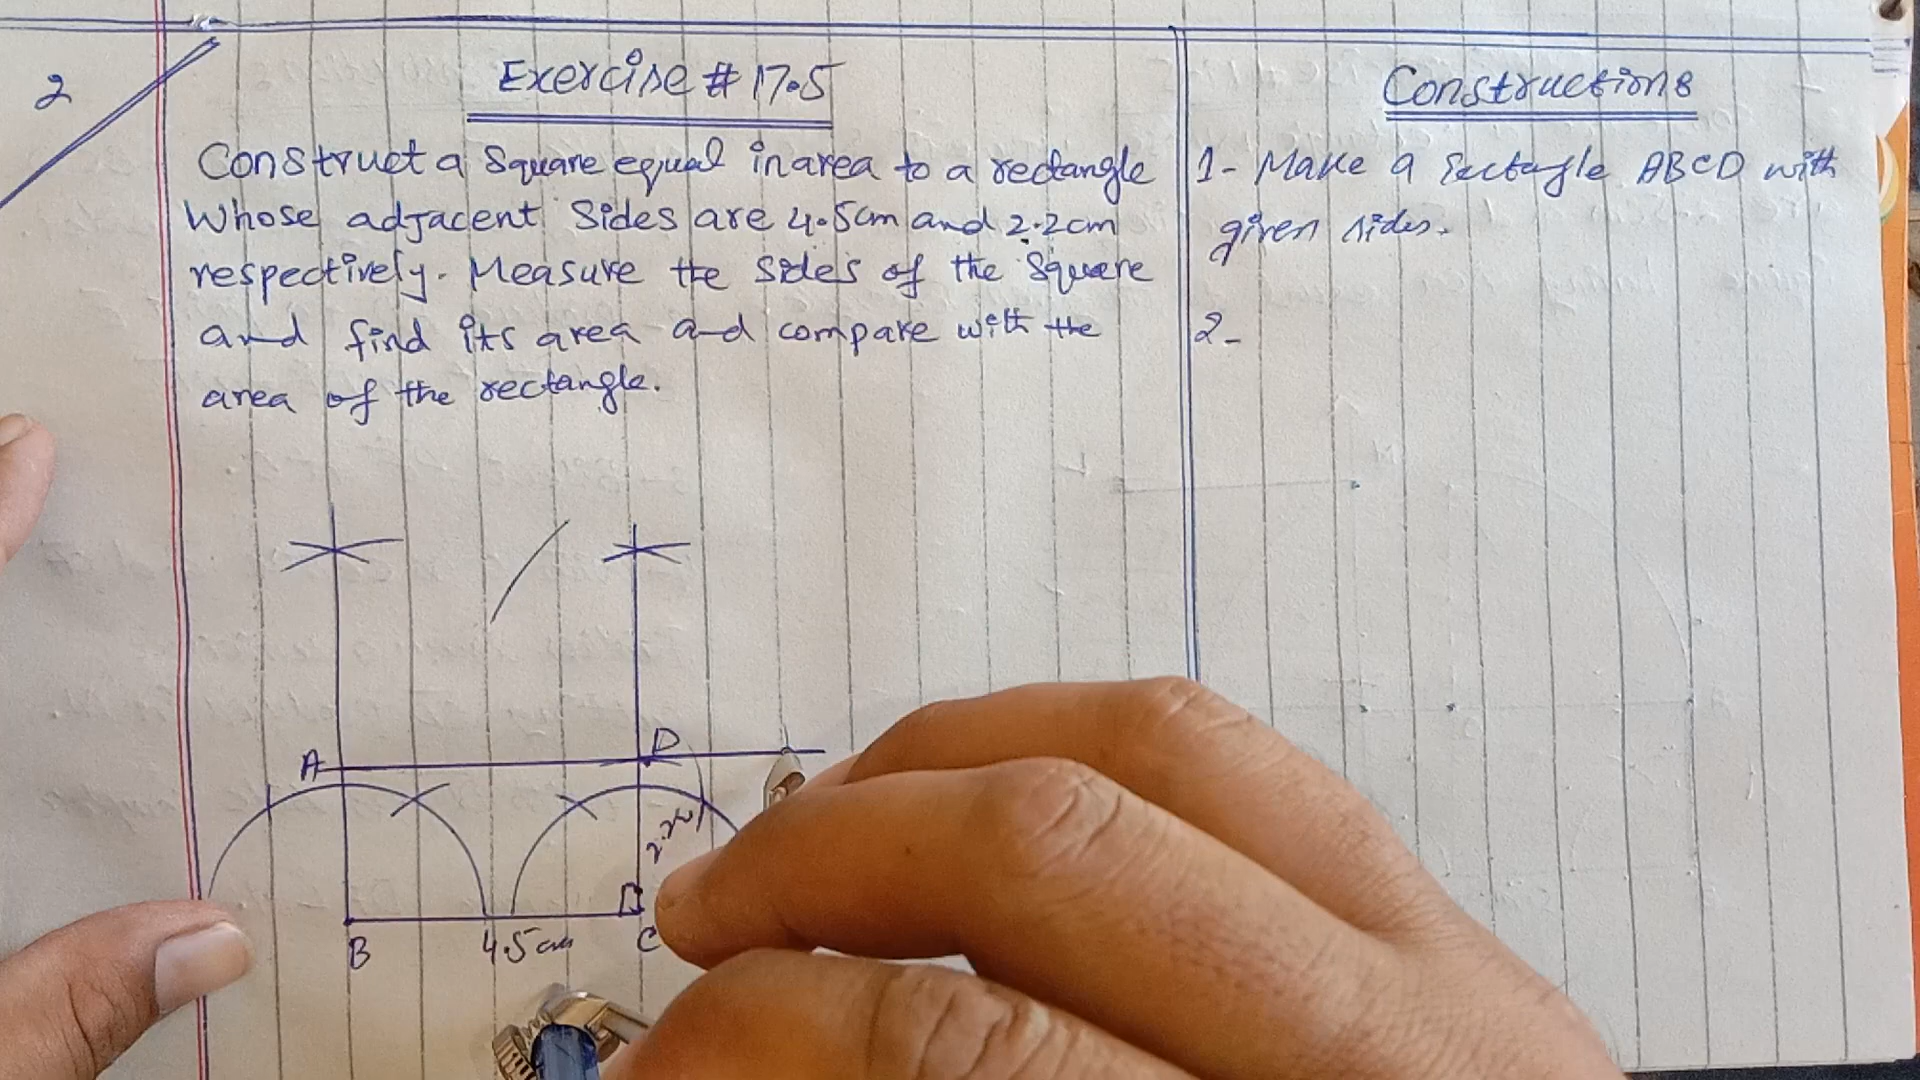 2
Exercise # 17.5
Construct a Square equal in area to a rectangle
Whose adjacent Sides are 4.5cm and 2.2cm
respectively. Measure the Sides of the Square
and find its area and compare with the
area of the rectangle.
Constructions
1- Make a rectangle ABCD with
given sides.
2-
A
D
2.2
B
4.5cm
C